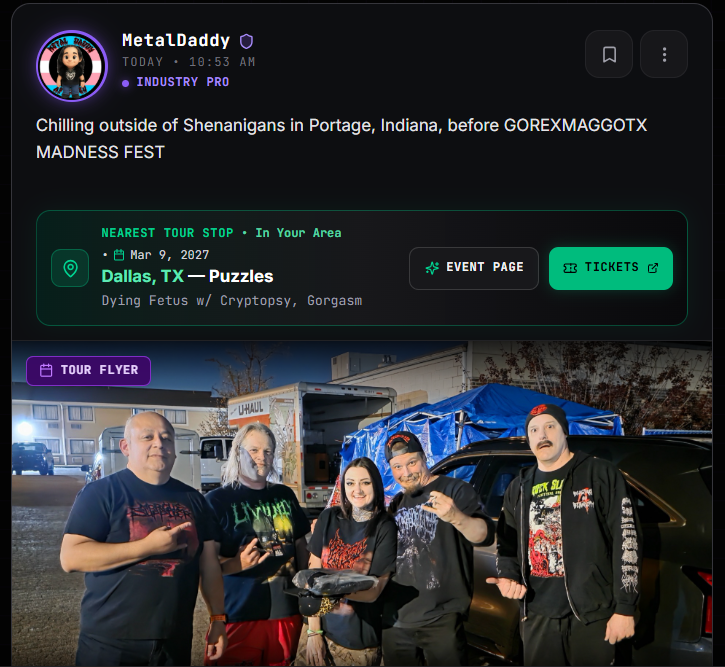 METAL DADDY
MetalDaddy
TODAY • 10:53 AM
INDUSTRY PRO
Chilling outside of Shenanigans in Portage, Indiana, before GOREXMAGGOTX
MADNESS FEST
NEAREST TOUR STOP • In Your Area
• Mar 9, 2027
Dallas, TX — Puzzles
Dying Fetus w/ Cryptopsy, Gorgasm
EVENT PAGE
TICKETS
TOUR FLYER
U-HAUL